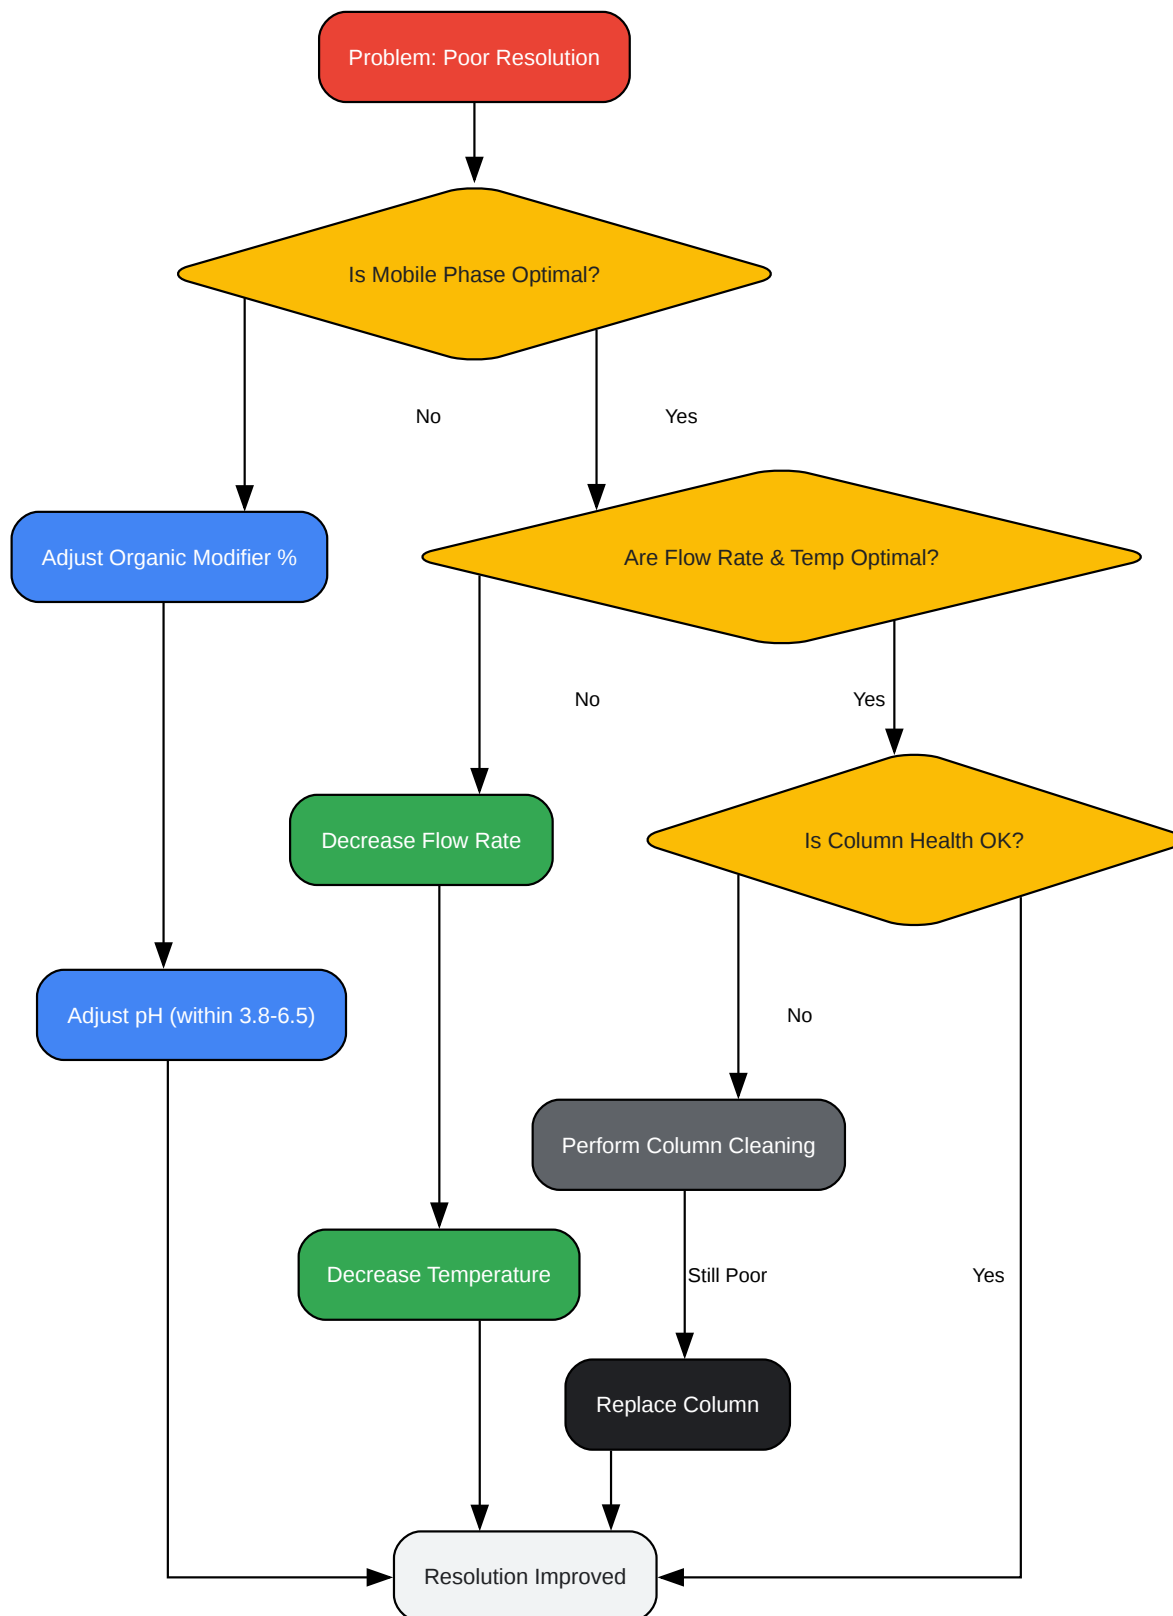 Problem: Poor Resolution
Is Mobile Phase Optimal?
No
Yes
Adjust Organic Modifier %
Are Flow Rate & Temp Optimal?
No
Yes
Decrease Flow Rate
Is Column Health OK?
Adjust pH (within 3.8-6.5)
No
Perform Column Cleaning
Decrease Temperature
Still Poor
Yes
Replace Column
Resolution Improved